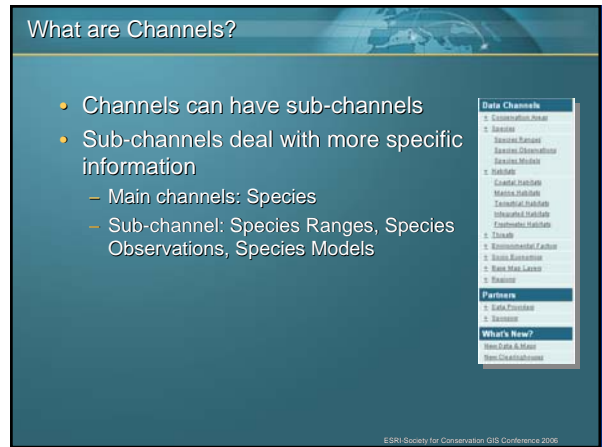 What are Channels?
• Channels can have sub-channels
• Sub-channels deal with more specific
information
– Main channels: Species
– Sub-channel: Species Ranges, Species
Observations, Species Models
Data Channels
+ Conservation Areas
+ Species
Species Ranges
Species Observations
Species Models
+ Habitats
Coastal Habitats
Marine Habitats
Terrestrial Habitats
Integrated Habitats
Freshwater Habitats
+ Threats
+ Environmental Factors
+ Socio Economics
+ Base Map Layers
+ Regions
Partners
+ Data Providers
+ Sponsors
What's New?
New Data & Maps
New Clearinghouses
ESRI-Society for Conservation GIS Conference 2006